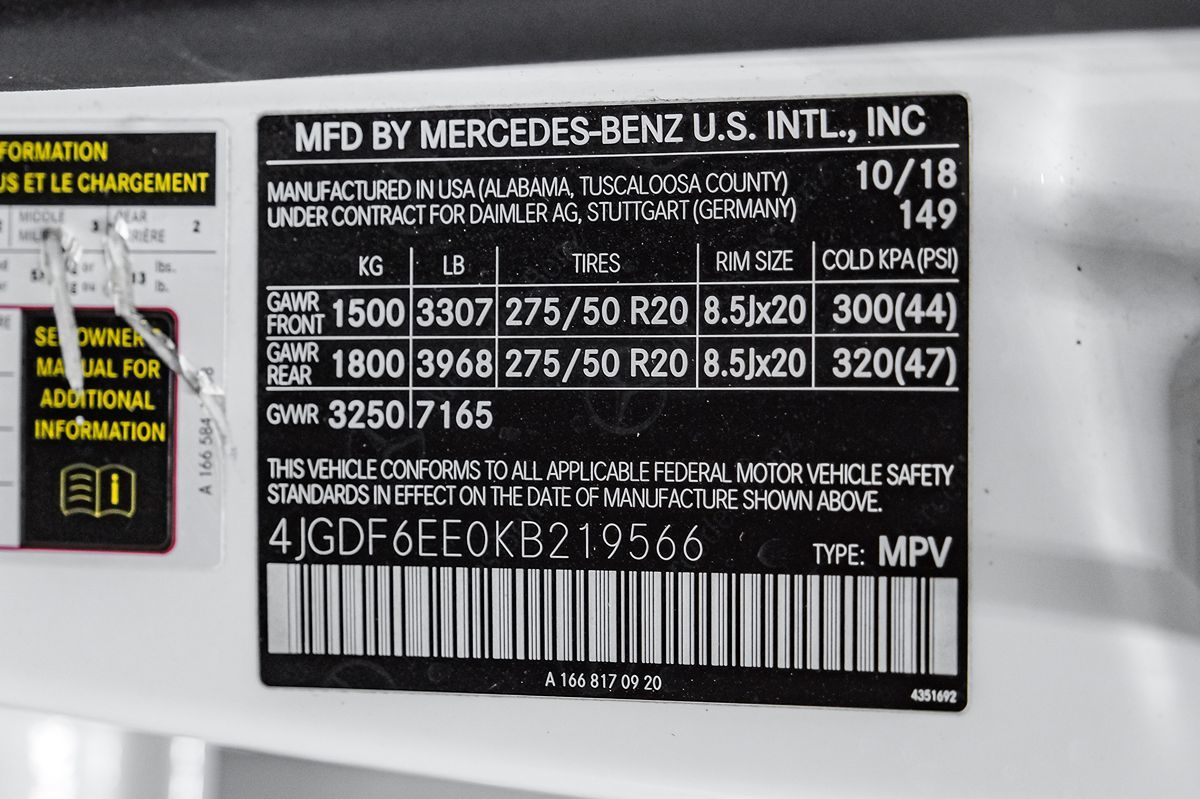 FORMATION
US ET LE CHARGEMENT
MIDDLE
REAR
2
lbs.
lb.
OWNER'S
MANUAL FOR
ADDITIONAL
INFORMATION
A 166 584
MFD BY MERCEDES-BENZ U.S. INTL., INC
MANUFACTURED IN USA (ALABAMA, TUSCALOOSA COUNTY) 10/18
UNDER CONTRACT FOR DAIMLER AG, STUTTGART (GERMANY) 149
KG LB TIRES RIM SIZE COLD KPA (PSI)
GAWR FRONT 1500 3307 275/50 R20 8.5Jx20 300(44)
GAWR REAR 1800 3968 275/50 R20 8.5Jx20 320(47)
GVWR 3250 7165
THIS VEHICLE CONFORMS TO ALL APPLICABLE FEDERAL MOTOR VEHICLE SAFETY
STANDARDS IN EFFECT ON THE DATE OF MANUFACTURE SHOWN ABOVE.
4JGDF6EE0KB219566 TYPE: MPV
A 166 817 09 20
4351692